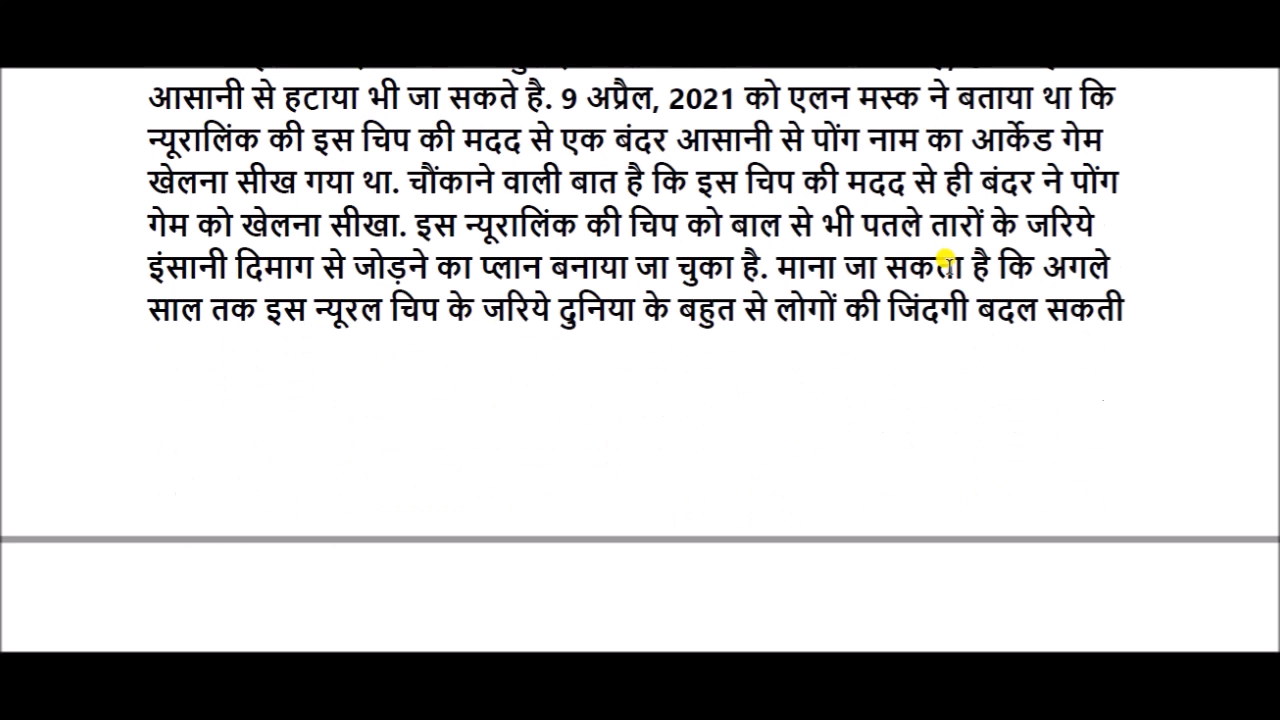 आसानी से हटाया भी जा सकते है. 9 अप्रैल, 2021 को एलन मस्क ने बताया था कि
न्यूरालिंक की इस चिप की मदद से एक बंदर आसानी से पोंग नाम का आर्केड गेम
खेलना सीख गया था. चौंकाने वाली बात है कि इस चिप की मदद से ही बंदर ने पोंग
गेम को खेलना सीखा. इस न्यूरालिंक की चिप को बाल से भी पतले तारों के जरिये
इंसानी दिमाग से जोड़ने का प्लान बनाया जा चुका है. माना जा सकता है कि अगले
साल तक इस न्यूरल चिप के जरिये दुनिया के बहुत से लोगों की जिंदगी बदल सकती